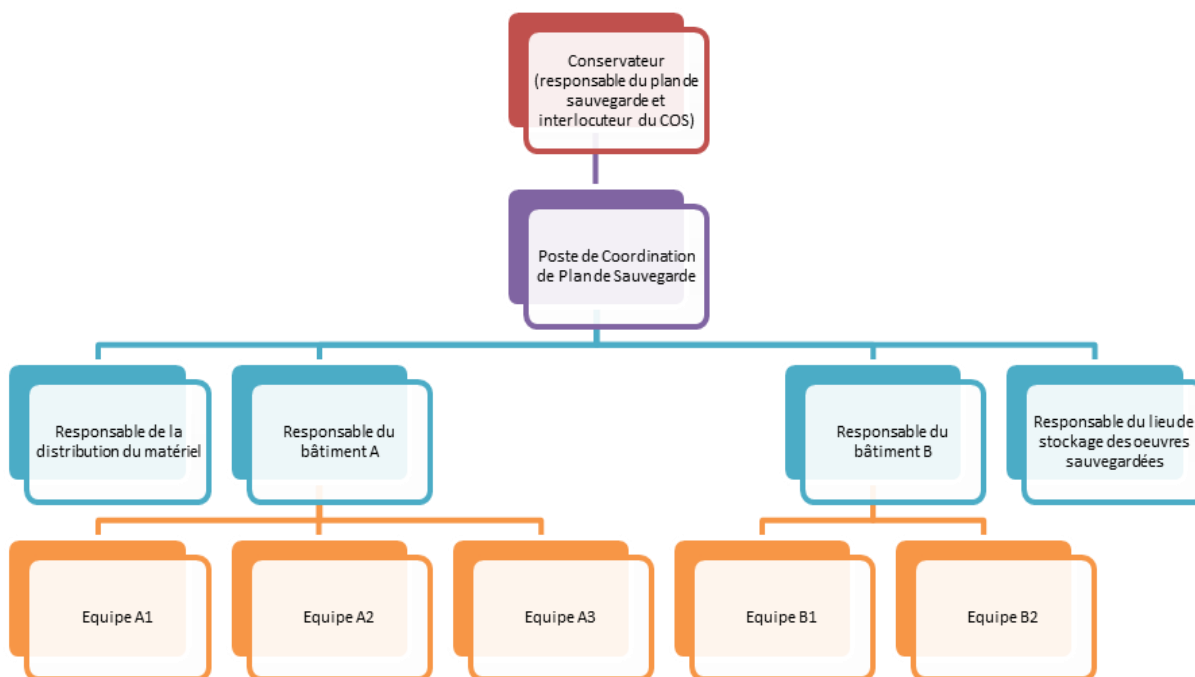 Conservateur
(responsable du plan de
sauvegarde et
interlocuteur du COS)
Poste de Coordination
de Plan de Sauvegarde
Responsable de la
distribution du matériel
Responsable du
bâtiment A
Responsable du
bâtiment B
Responsable du lieu de
stockage des oeuvres
sauvegardées
Equipe A1
Equipe A2
Equipe A3
Equipe B1
Equipe B2